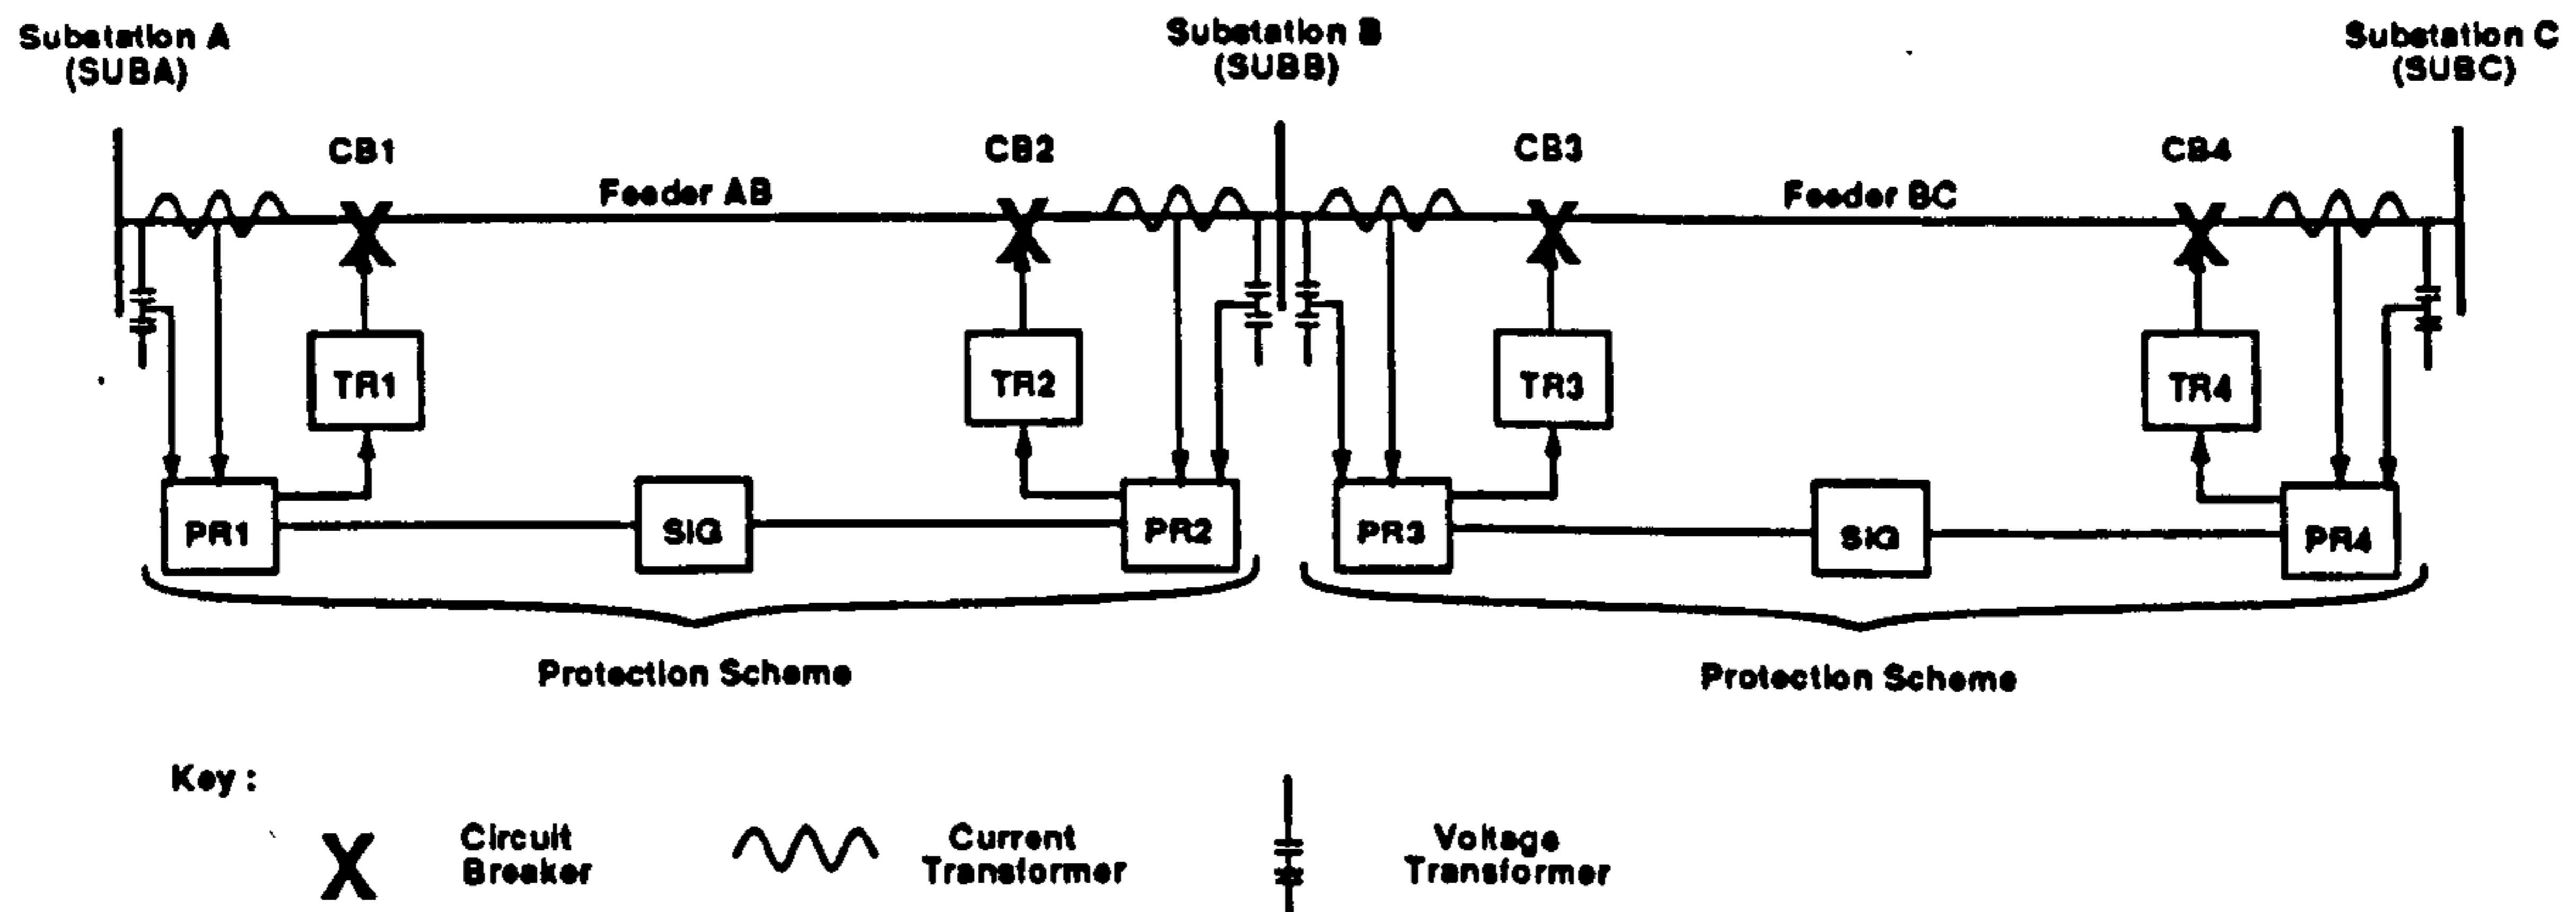 Substation A
(SUBA)
Substation B
(SUBB)
Substation C
(SUBC)
CB1
Feeder AB
CB2
CB3
Feeder BC
CB4
TR1
TR2
TR3
TR4
PR1
SIG
PR2
PR3
SIG
PR4
Protection Scheme
Protection Scheme
Key :
Circuit
Breaker
Current
Transformer
Voltage
Transformer